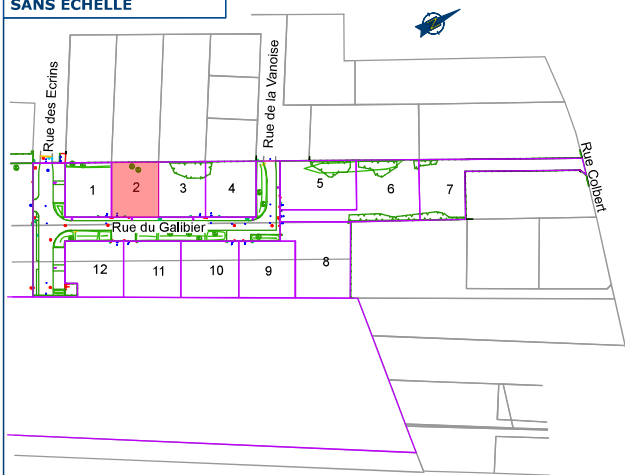 SANS ECHELLE
Rue des Ecrins
Rue de la Vanoise
Rue Colbert
1
2
3
4
5
6
7
Rue du Galibier
12
11
10
9
8